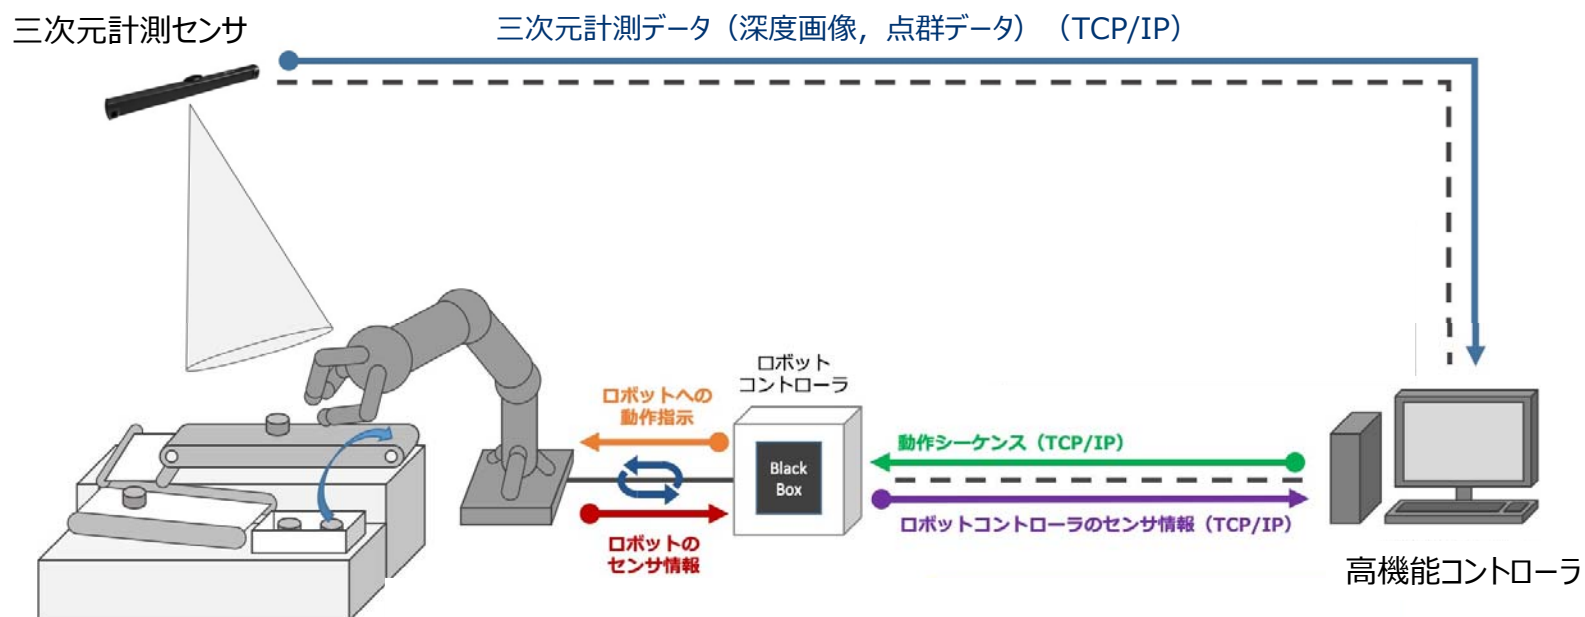 三次元計測センサ
三次元計測データ（深度画像，点群データ）（TCP/IP）
ロボット
コントローラ
ロボットへの
動作指示
Black
Box
動作シーケンス（TCP/IP）
ロボットコントローラのセンサ情報（TCP/IP）
ロボットの
センサ情報
高機能コントローラ